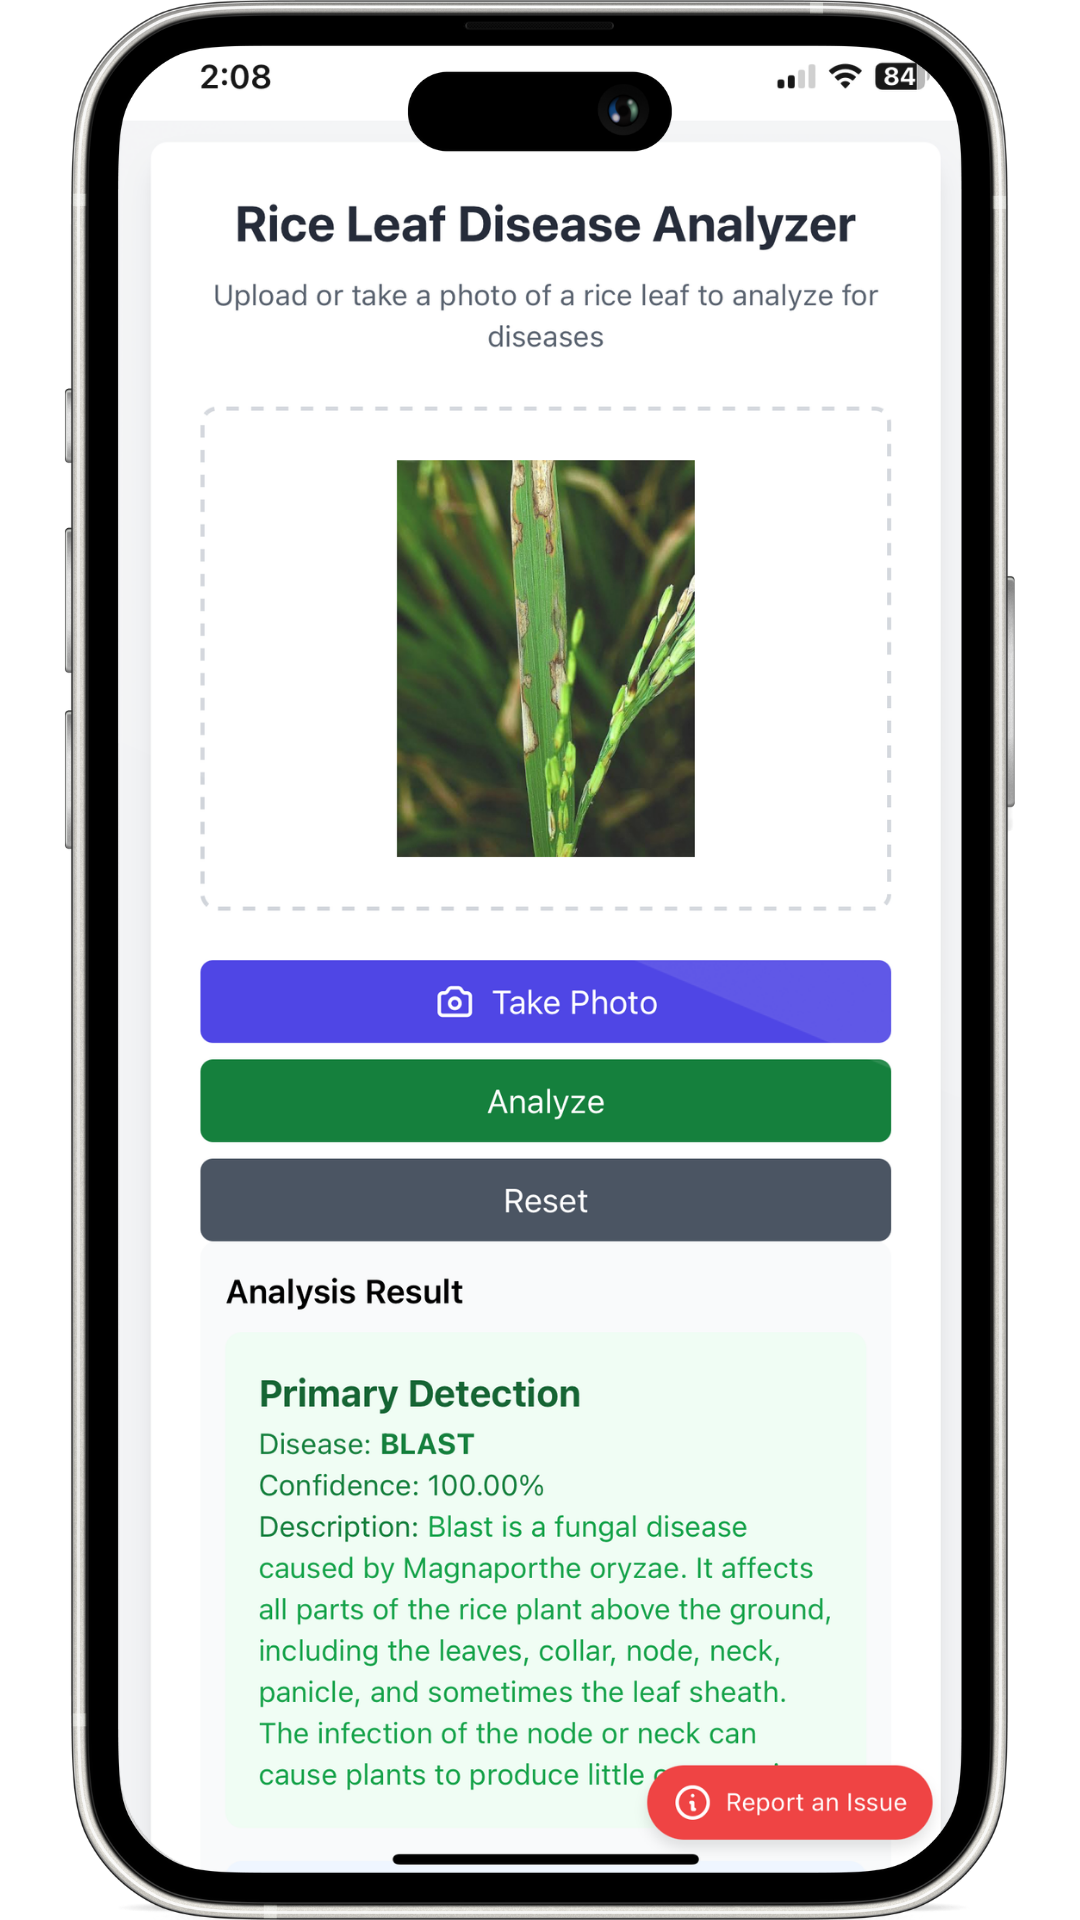 2:08
84
Rice Leaf Disease Analyzer
Upload or take a photo of a rice leaf to analyze for
diseases
Take Photo
Analyze
Reset
Analysis Result
Primary Detection
Disease: BLAST
Confidence: 100.00%
Description: Blast is a fungal disease
caused by Magnaporthe oryzae. It affects
all parts of the rice plant above the ground,
including the leaves, collar, node, neck,
panicle, and sometimes the leaf sheath.
The infection of the node or neck can
cause plants to produce little
Report an Issue